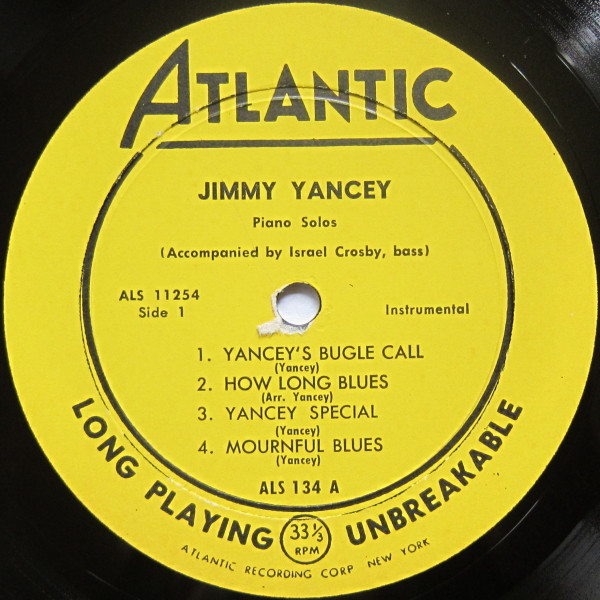 ATLANTIC
JIMMY YANCEY
Piano Solos
(Accompanied by Israel Crosby, bass)
ALS 11254
Side 1
Instrumental
1. YANCEY'S BUGLE CALL
(Yancey)
2. HOW LONG BLUES
(Arr. Yancey)
3. YANCEY SPECIAL
(Yancey)
4. MOURNFUL BLUES
(Yancey)
ALS 134 A
LONG PLAYING 33 1/3 RPM UNBREAKABLE
ATLANTIC RECORDING CORP NEW YORK